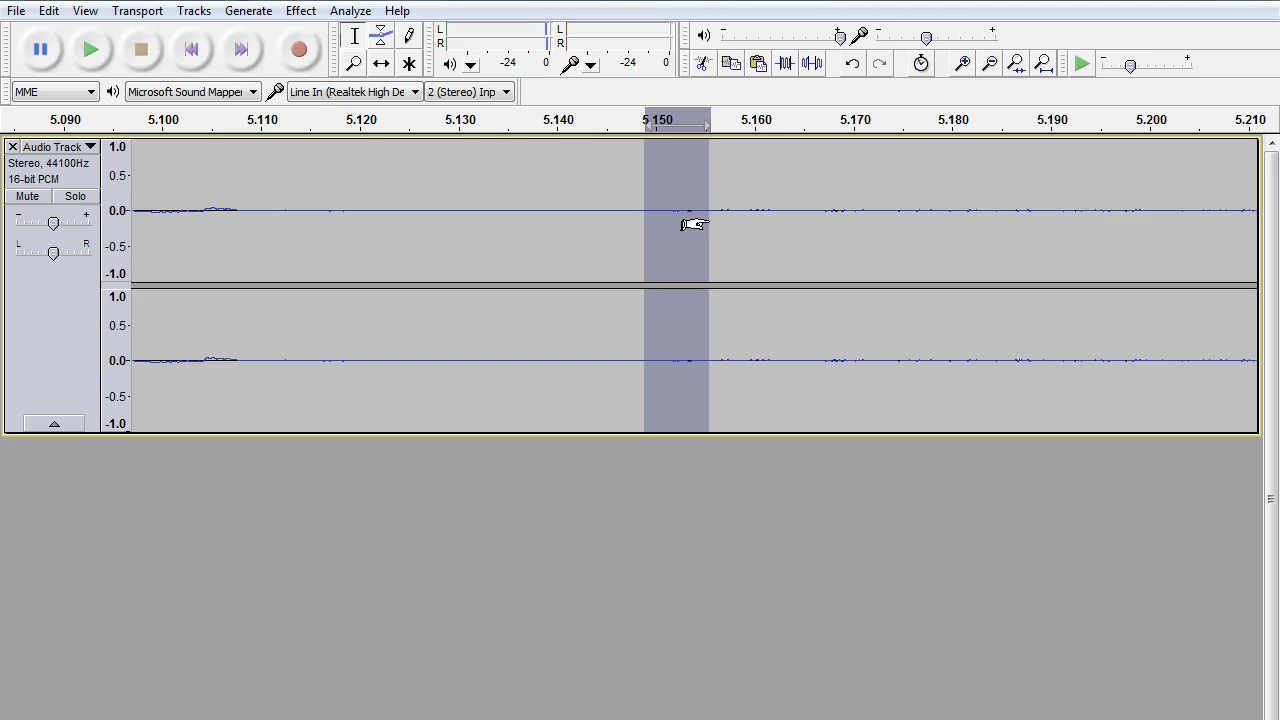 File Edit View Transport Tracks Generate Effect Analyze Help
L
R
-24 0
L
R
-24 0
MME
Microsoft Sound Mapper
Line In (Realtek High De
2 (Stereo) Inp
5.090 5.100 5.110 5.120 5.130 5.140 5.150 5.160 5.170 5.180 5.190 5.200 5.210
Audio Track
Stereo, 44100Hz
16-bit PCM
Mute Solo
- +
L R
1.0
0.5
0.0
-0.5
-1.0
1.0
0.5
0.0
-0.5
-1.0